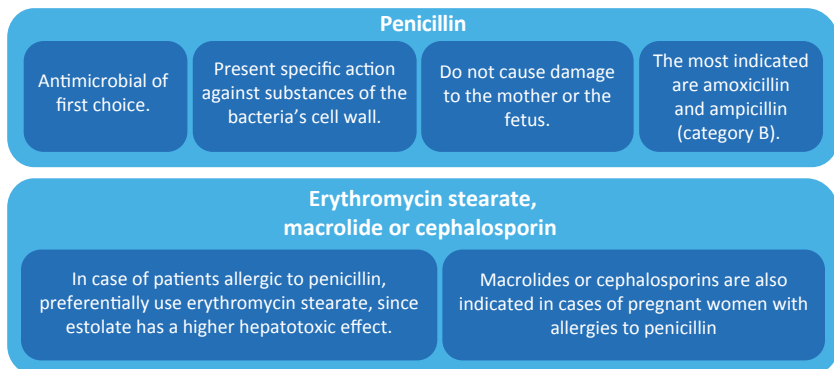 Penicillin
Antimicrobial of
first choice.
Present specific action
against substances of the
bacteria's cell wall.
Do not cause damage
to the mother or the
fetus.
The most indicated
are amoxicillin
and ampicillin
(category B).
Erythromycin stearate,
macrolide or cephalosporin
In case of patients allergic to penicillin,
preferentially use erythromycin stearate, since
estolate has a higher hepatotoxic effect.
Macrolides or cephalosporins are also
indicated in cases of pregnant women with
allergies to penicillin